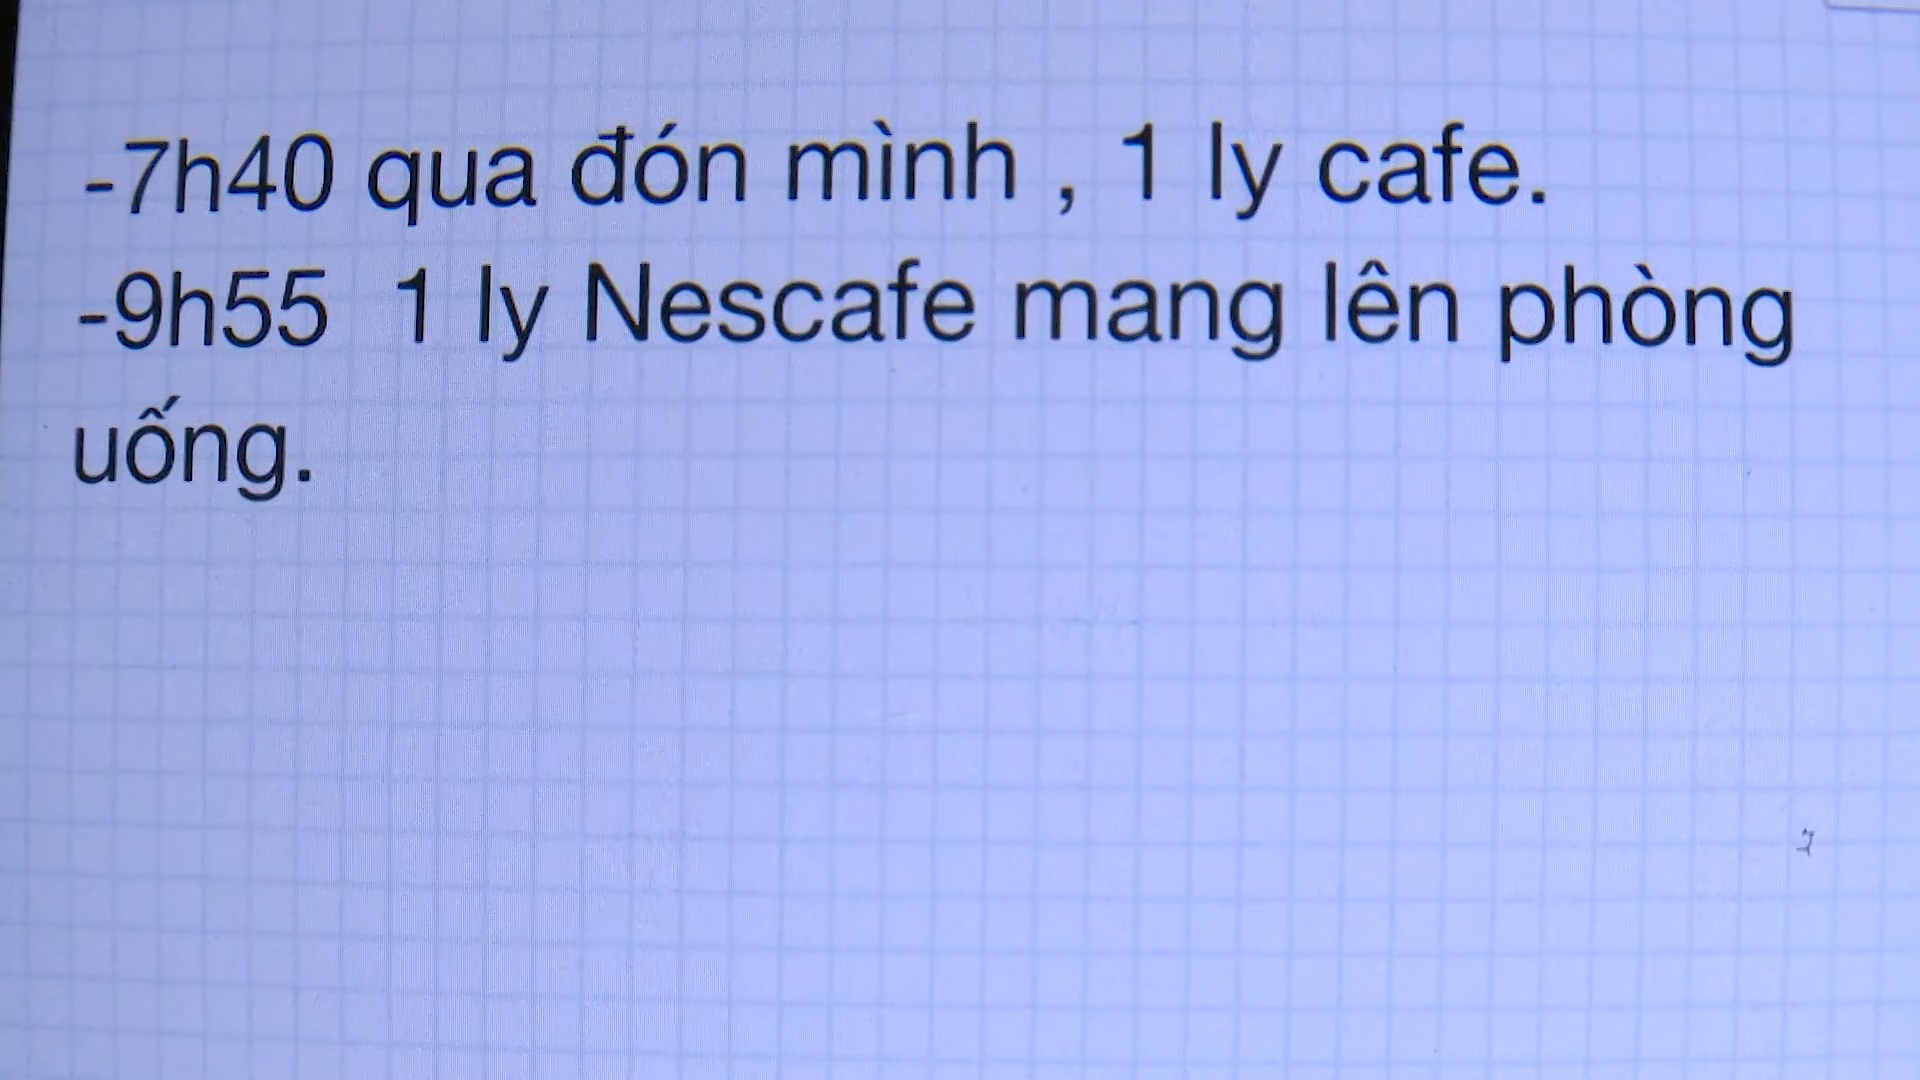 -7h40 qua đón mình , 1 ly cafe.
-9h55 1 ly Nescafe mang lên phòng
uống.